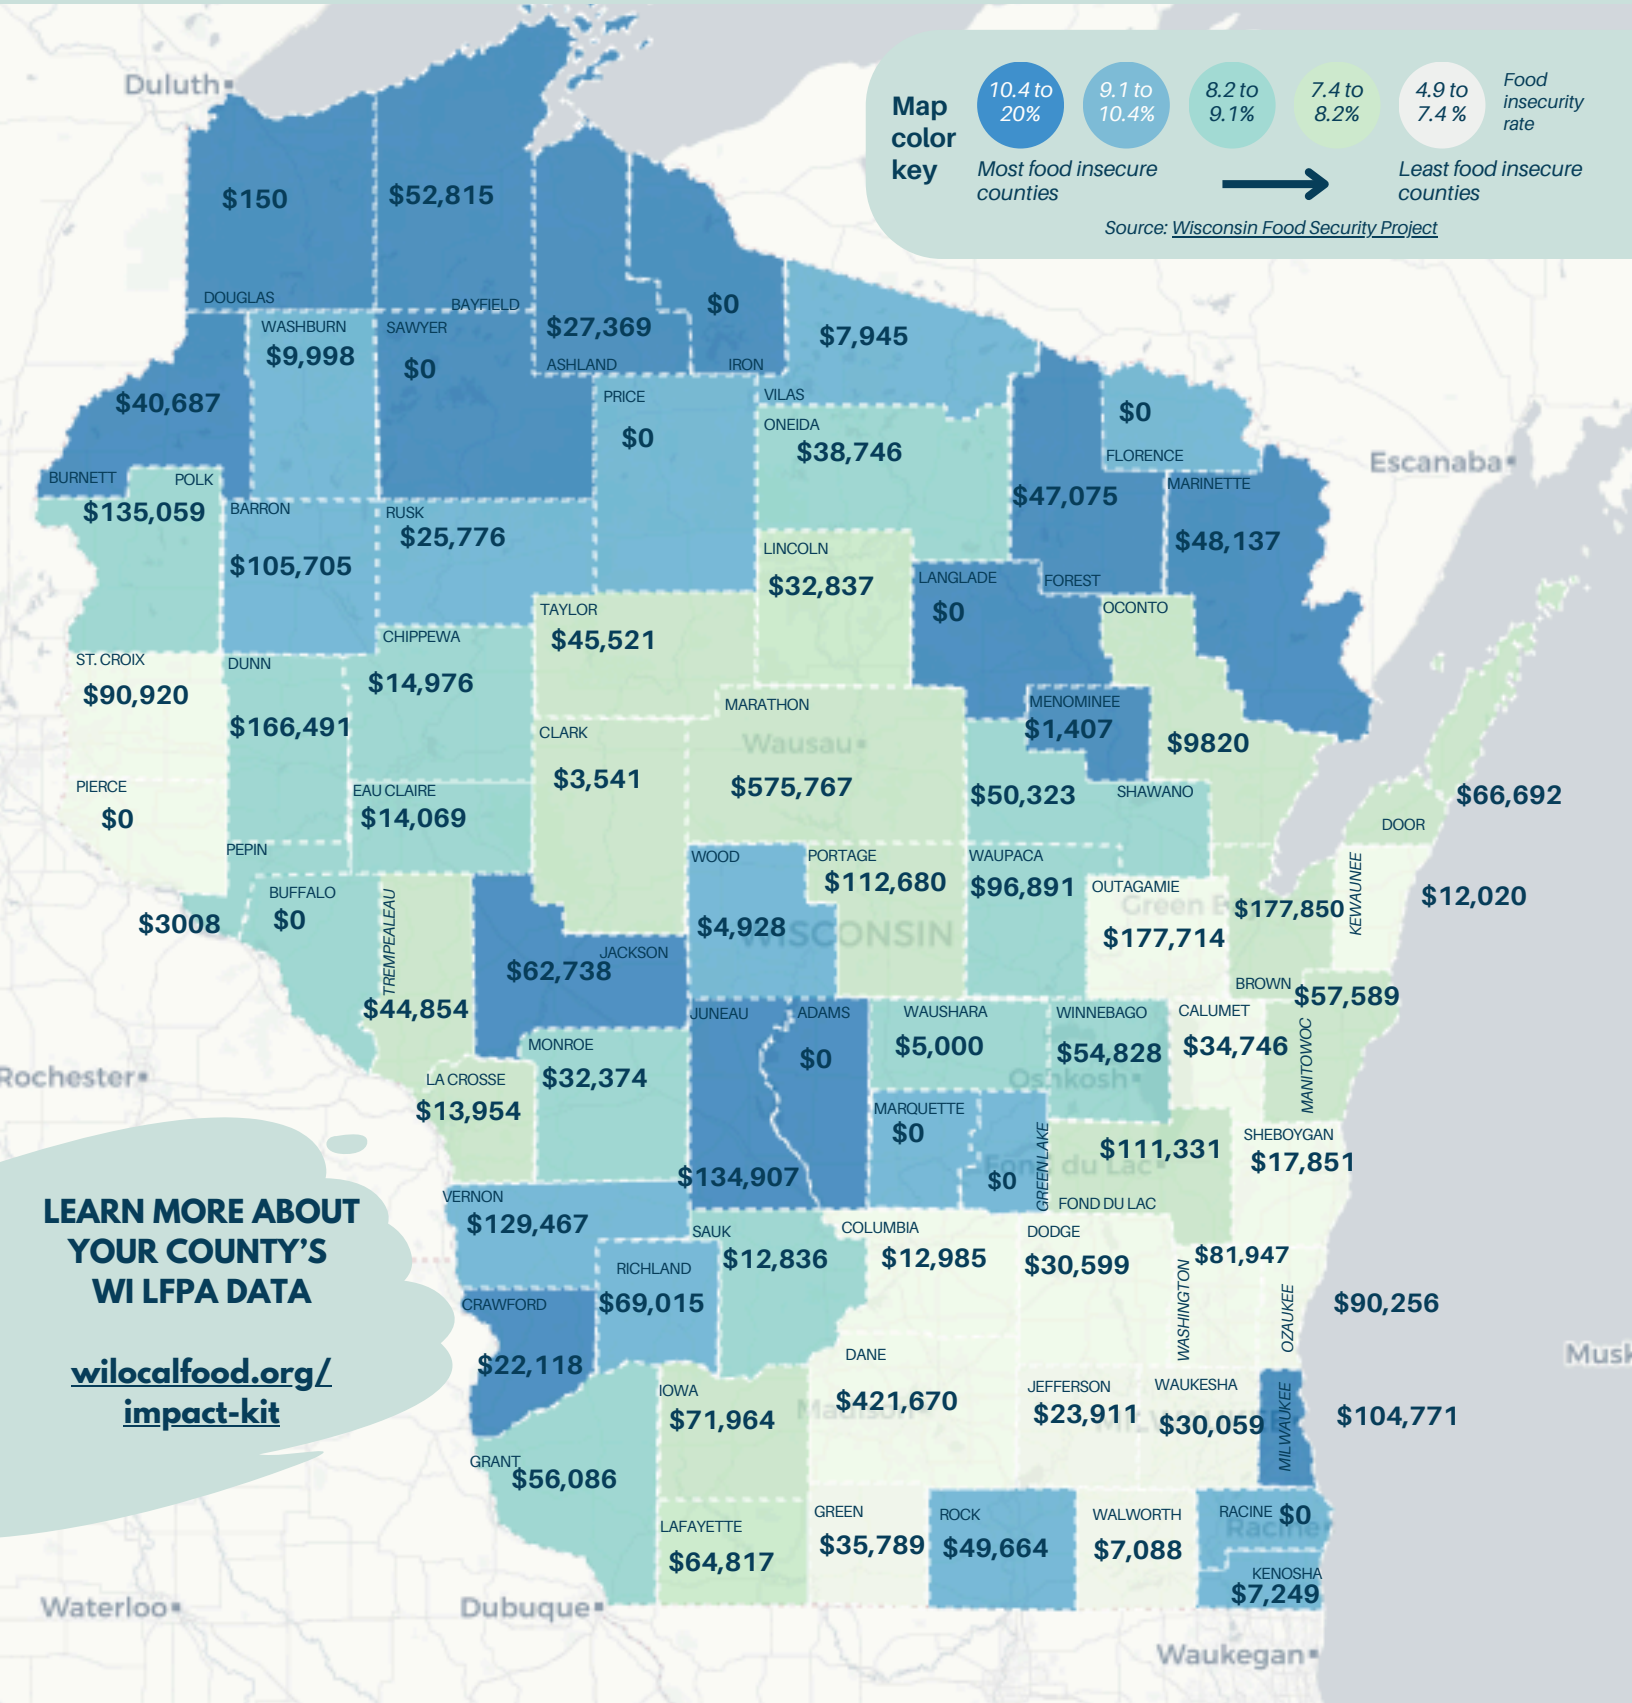 Duluth
Map
color
key
10.4 to
20%
9.1 to
10.4%
8.2 to
9.1%
7.4 to
8.2%
4.9 to
7.4 %
Food
insecurity
rate
Most food insecure
counties
Least food insecure
counties
Source: Wisconsin Food Security Project
$150
DOUGLAS
$52,815
BAYFIELD
$27,369
ASHLAND
$0
IRON
$7,945
VILAS
WASHBURN
$9,998
SAWYER
$0
$40,687
BURNETT
PRICE
$0
ONEIDA
$38,746
$0
FLORENCE
Escanaba
POLK
$135,059
BARRON
$105,705
RUSK
$25,776
$47,075
FOREST
MARINETTE
$48,137
LINCOLN
$32,837
LANGLADE
$0
TAYLOR
$45,521
OCONTO
$9820
CHIPPEWA
$14,976
ST. CROIX
$90,920
DUNN
$166,491
MARATHON
Wausau
$575,767
MENOMINEE
$1,407
CLARK
$3,541
$50,323
SHAWANO
$66,692
DOOR
PIERCE
$0
EAU CLAIRE
$14,069
PEPIN
$3008
BUFFALO
$0
TREMPEALEAU
$44,854
WOOD
$4,928
PORTAGE
$112,680
WISCONSIN
WAUPACA
$96,891
OUTAGAMIE
$177,714
$177,850
BROWN
KEWAUNEE
$12,020
JACKSON
$62,738
$57,589
MANITOWOC
JUNEAU
$134,907
ADAMS
$0
WAUSHARA
$5,000
WINNEBAGO
$54,828
Oshkosh
CALUMET
$34,746
MONROE
$32,374
Rochester
LA CROSSE
$13,954
MARQUETTE
$0
GREENLAKE
$0
$111,331
Fond du Lac
FOND DU LAC
SHEBOYGAN
$17,851
VERNON
$129,467
SAUK
$12,836
COLUMBIA
$12,985
DODGE
$30,599
$81,947
WASHINGTON
OZAUKEE
$90,256
RICHLAND
$69,015
CRAWFORD
$22,118
DANE
$421,670
Madison
JEFFERSON
$23,911
WAUKESHA
$30,059
MILWAUKEE
MILWAUKEE
$104,771
IOWA
$71,964
GRANT
$56,086
LAFAYETTE
$64,817
GREEN
$35,789
ROCK
$49,664
WALWORTH
$7,088
RACINE $0
Racine
KENOSHA
$7,249
LEARN MORE ABOUT
YOUR COUNTY'S
WI LFPA DATA
wilocalfood.org/
impact-kit
Waterloo
Dubuque
Waukegan